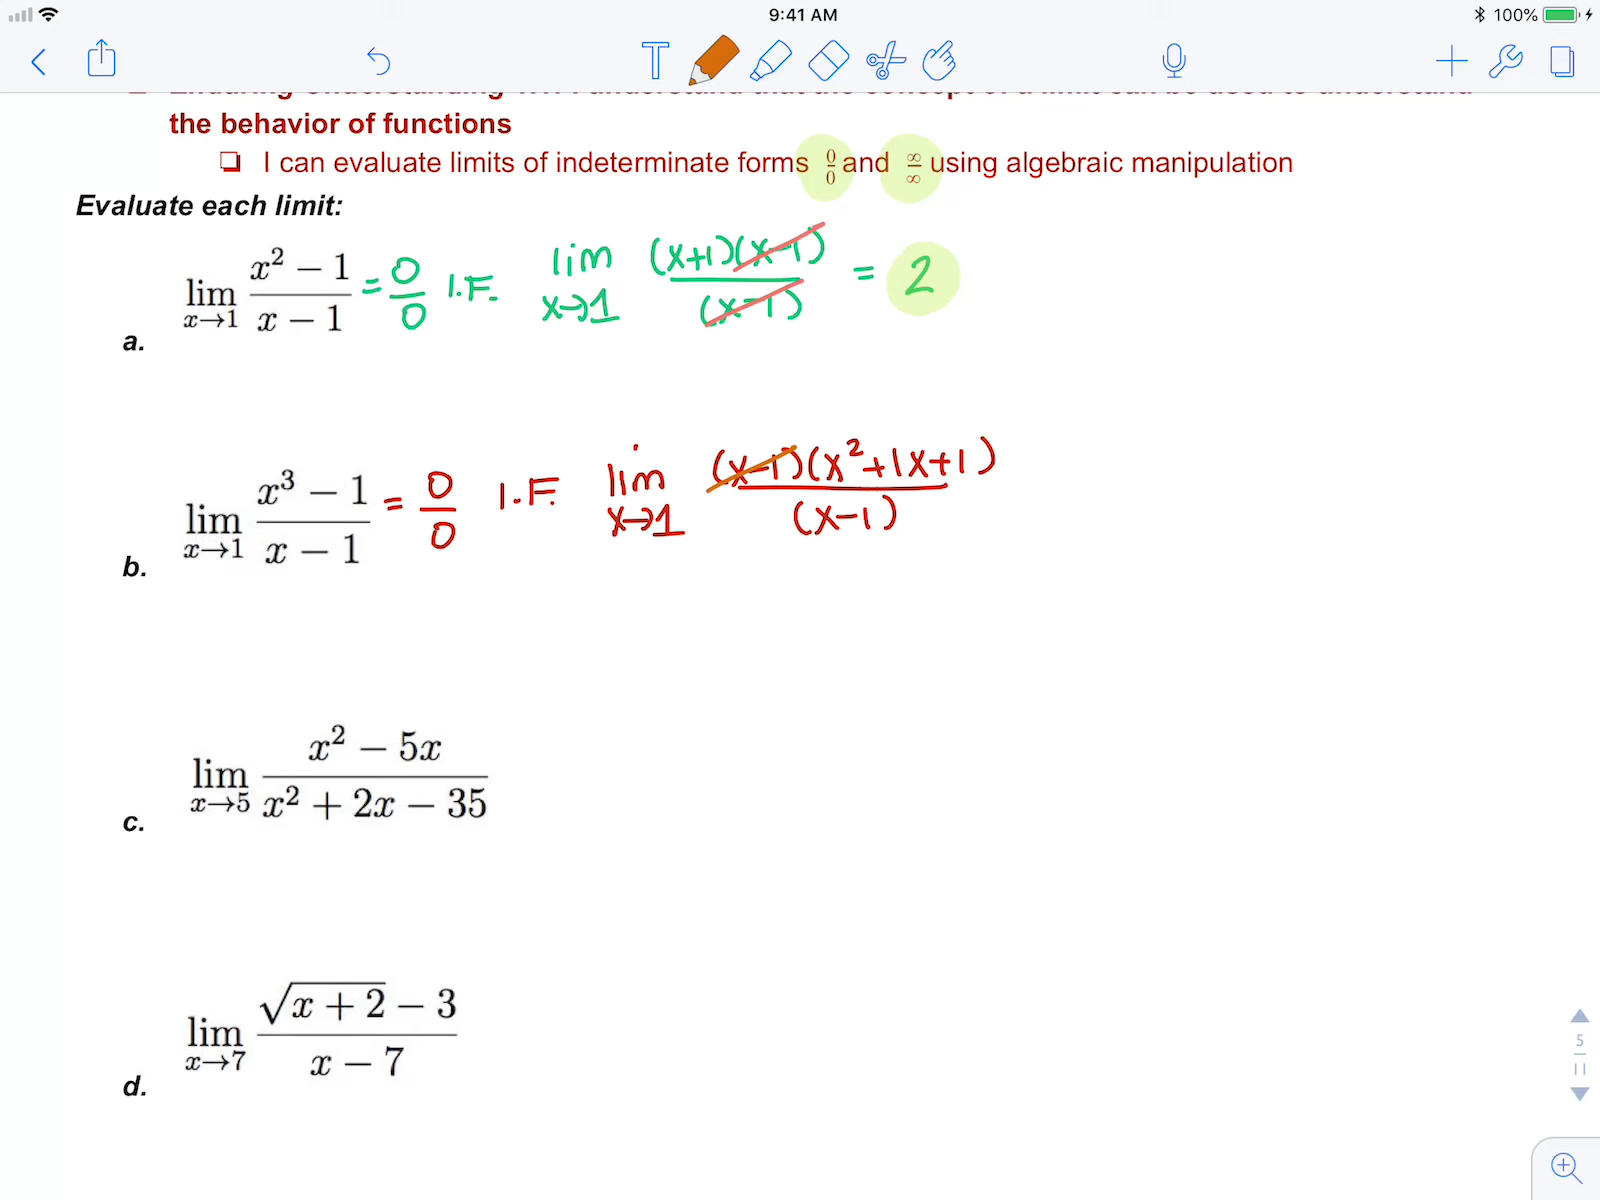 9:41 AM
100%
the behavior of functions
❏ I can evaluate limits of indeterminate forms 0/0 and ∞/∞ using algebraic manipulation
Evaluate each limit:
a. lim x→1 (x² − 1)/(x − 1) = 0/0 I.F. lim x→1 (x+1)(x−1)/(x−1) = 2
b. lim x→1 (x³ − 1)/(x − 1) = 0/0 I.F. lim x→1 (x−1)(x²+1x+1)/(x−1)
c. lim x→5 (x² − 5x)/(x² + 2x − 35)
d. lim x→7 (√(x + 2) − 3)/(x − 7)
5
11